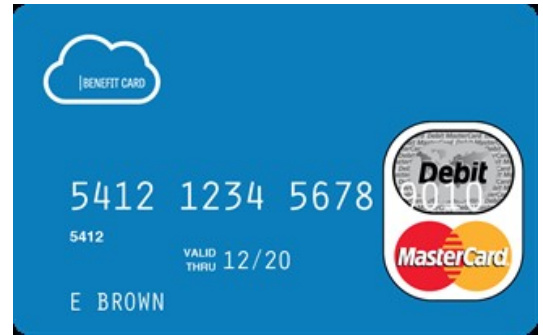 BENEFIT CARD
Debit
5412 1234 5678 9010
5412
VALID THRU 12/20
MasterCard
E BROWN